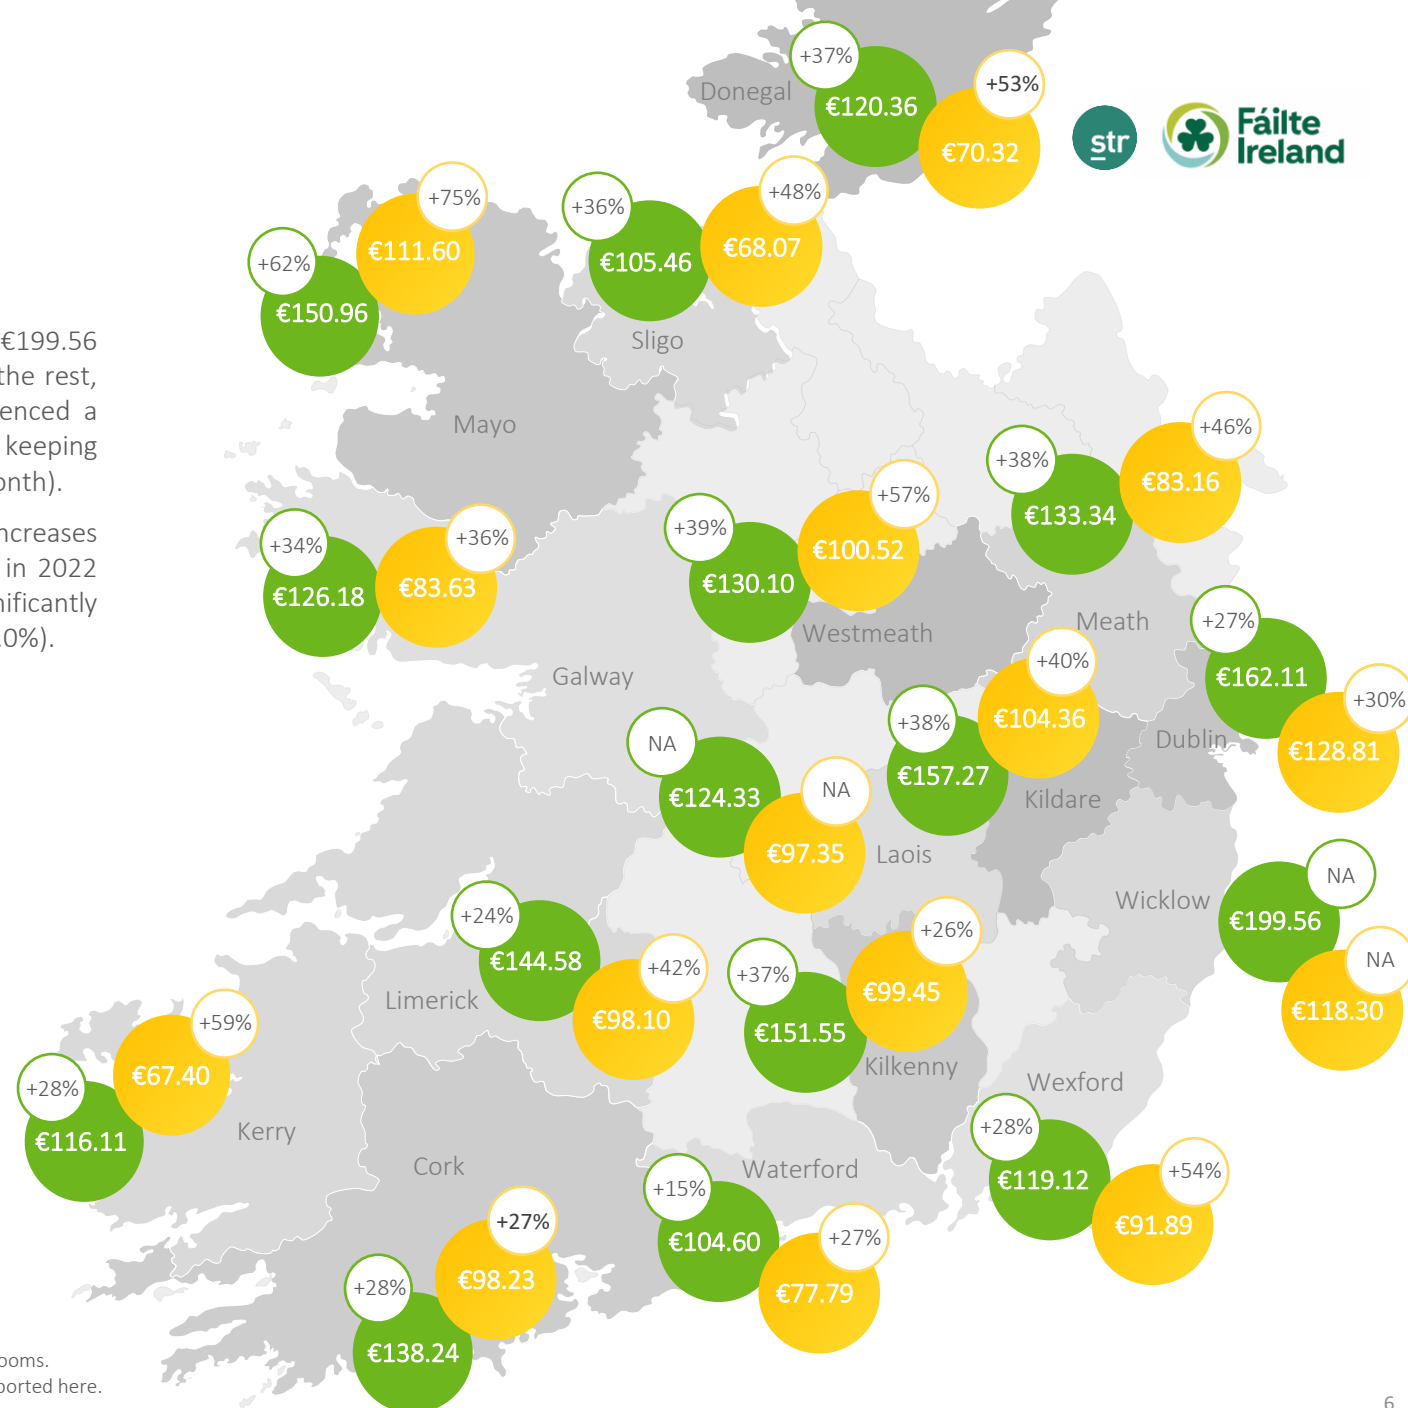 +37%
€120.36
+53%
€70.32
Donegal
str
Fáilte
Ireland
+75%
€111.60
+62%
€150.96
Mayo
+36%
€105.46
+48%
€68.07
Sligo
€199.56
the rest,
enced a
keeping
onth).
ncreases
in 2022
nificantly
.0%).
+34%
€126.18
+36%
€83.63
Galway
+39%
€130.10
+57%
€100.52
Westmeath
+38%
€133.34
+46%
€83.16
Meath
+27%
€162.11
+30%
€128.81
Dublin
+38%
€157.27
+40%
€104.36
Kildare
NA
€124.33
NA
€97.35
Laois
NA
€199.56
NA
€118.30
Wicklow
+24%
€144.58
+42%
€98.10
Limerick
+37%
€151.55
+26%
€99.45
Kilkenny
+28%
€116.11
+59%
€67.40
Kerry
+28%
€119.12
+54%
€91.89
Wexford
+15%
€104.60
+27%
€77.79
Waterford
Cork
+28%
€138.24
+27%
€98.23
ooms.
ported here.
6